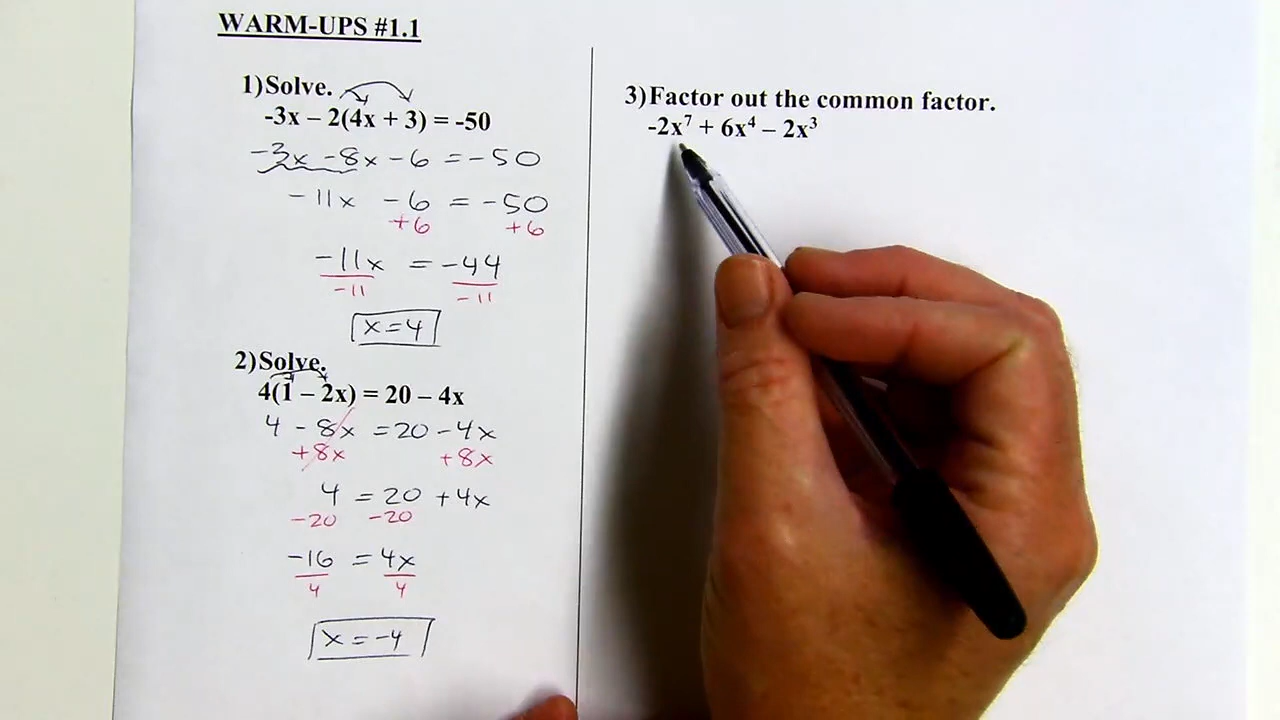 WARM-UPS #1.1
1)Solve.
-3x – 2(4x + 3) = -50
-3x -8x -6 = -50
-11x -6 = -50
+6 +6
-11x = -44
-11 -11
x=4
2)Solve.
4(1 – 2x) = 20 – 4x
4 - 8x = 20 - 4x
+8x +8x
4 = 20 + 4x
-20 -20
-16 = 4x
4 4
x = -4
3)Factor out the common factor.
-2x⁷ + 6x⁴ – 2x³